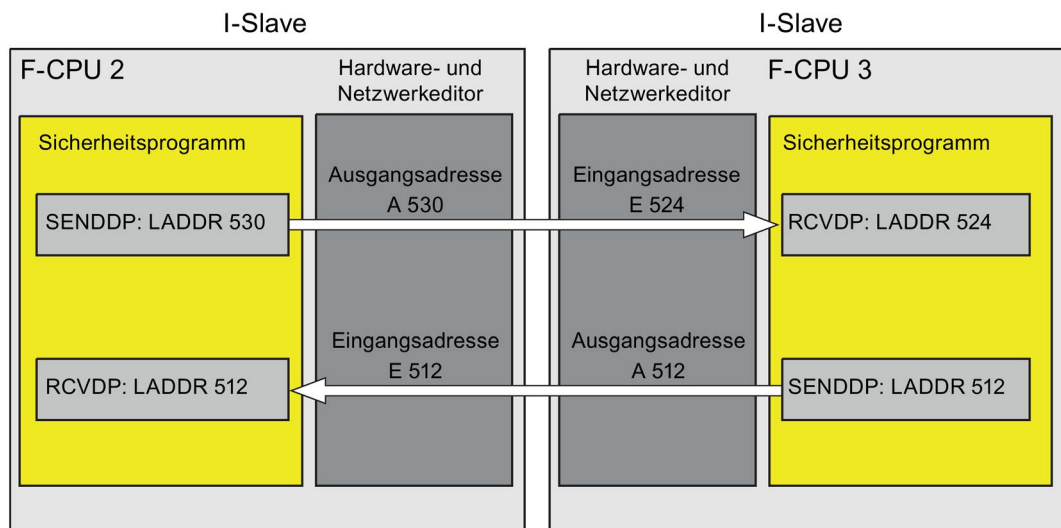 I-Slave
I-Slave
F-CPU 2
Hardware- und
Netzwerkeditor
Hardware- und
Netzwerkeditor
F-CPU 3
Sicherheitsprogramm
Sicherheitsprogramm
Ausgangsadresse
A 530
Eingangsadresse
E 524
SENDDP: LADDR 530
RCVDP: LADDR 524
Eingangsadresse
E 512
Ausgangsadresse
A 512
RCVDP: LADDR 512
SENDDP: LADDR 512